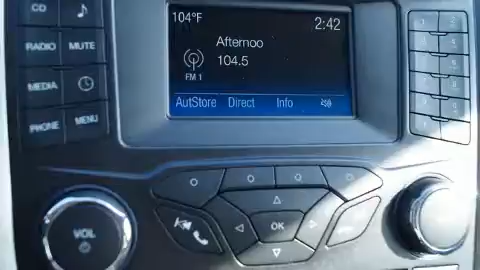 CD
RADIO MUTE
MEDIA
PHONE MENU
104°F 2:42
Afternoo
104.5
FM 1
AutStore Direct Info
VOL
OK